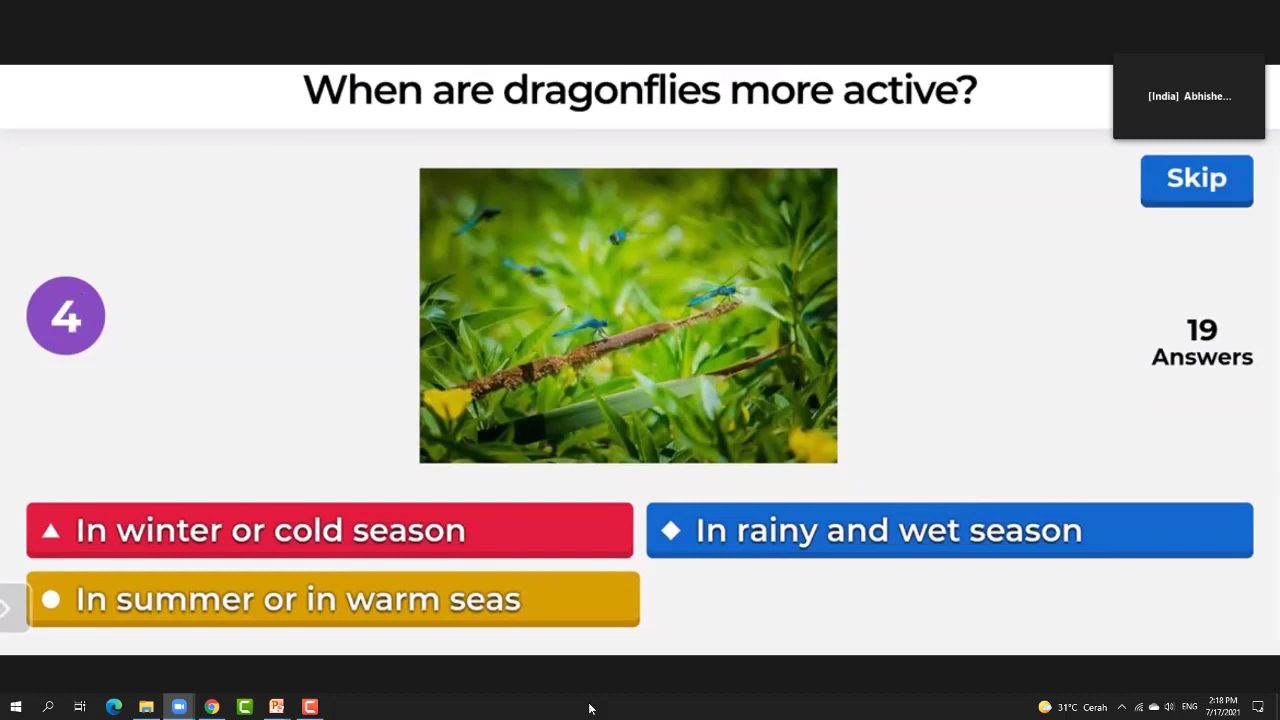 When are dragonflies more active?
[India] Abhishe...
Skip
4
19
Answers
In winter or cold season
In rainy and wet season
In summer or in warm seas
31°C Cerah
ENG
2:18 PM
7/17/2021